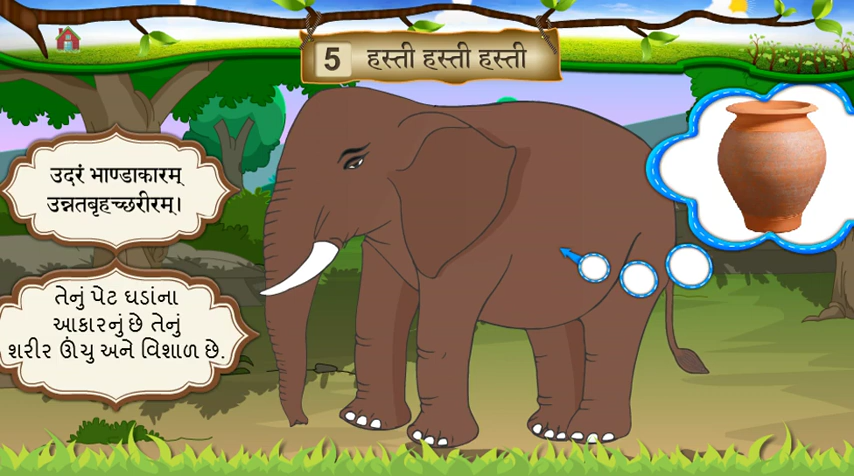 5 हस्ती हस्ती हस्ती
उदरं भाण्डाकारम्
उन्नतबृहच्छरीरम्।
તેનું પેટ ઘડાંના
આકારનું છે તેનું
શરીર ઊંચુ અને વિશાળ છે.